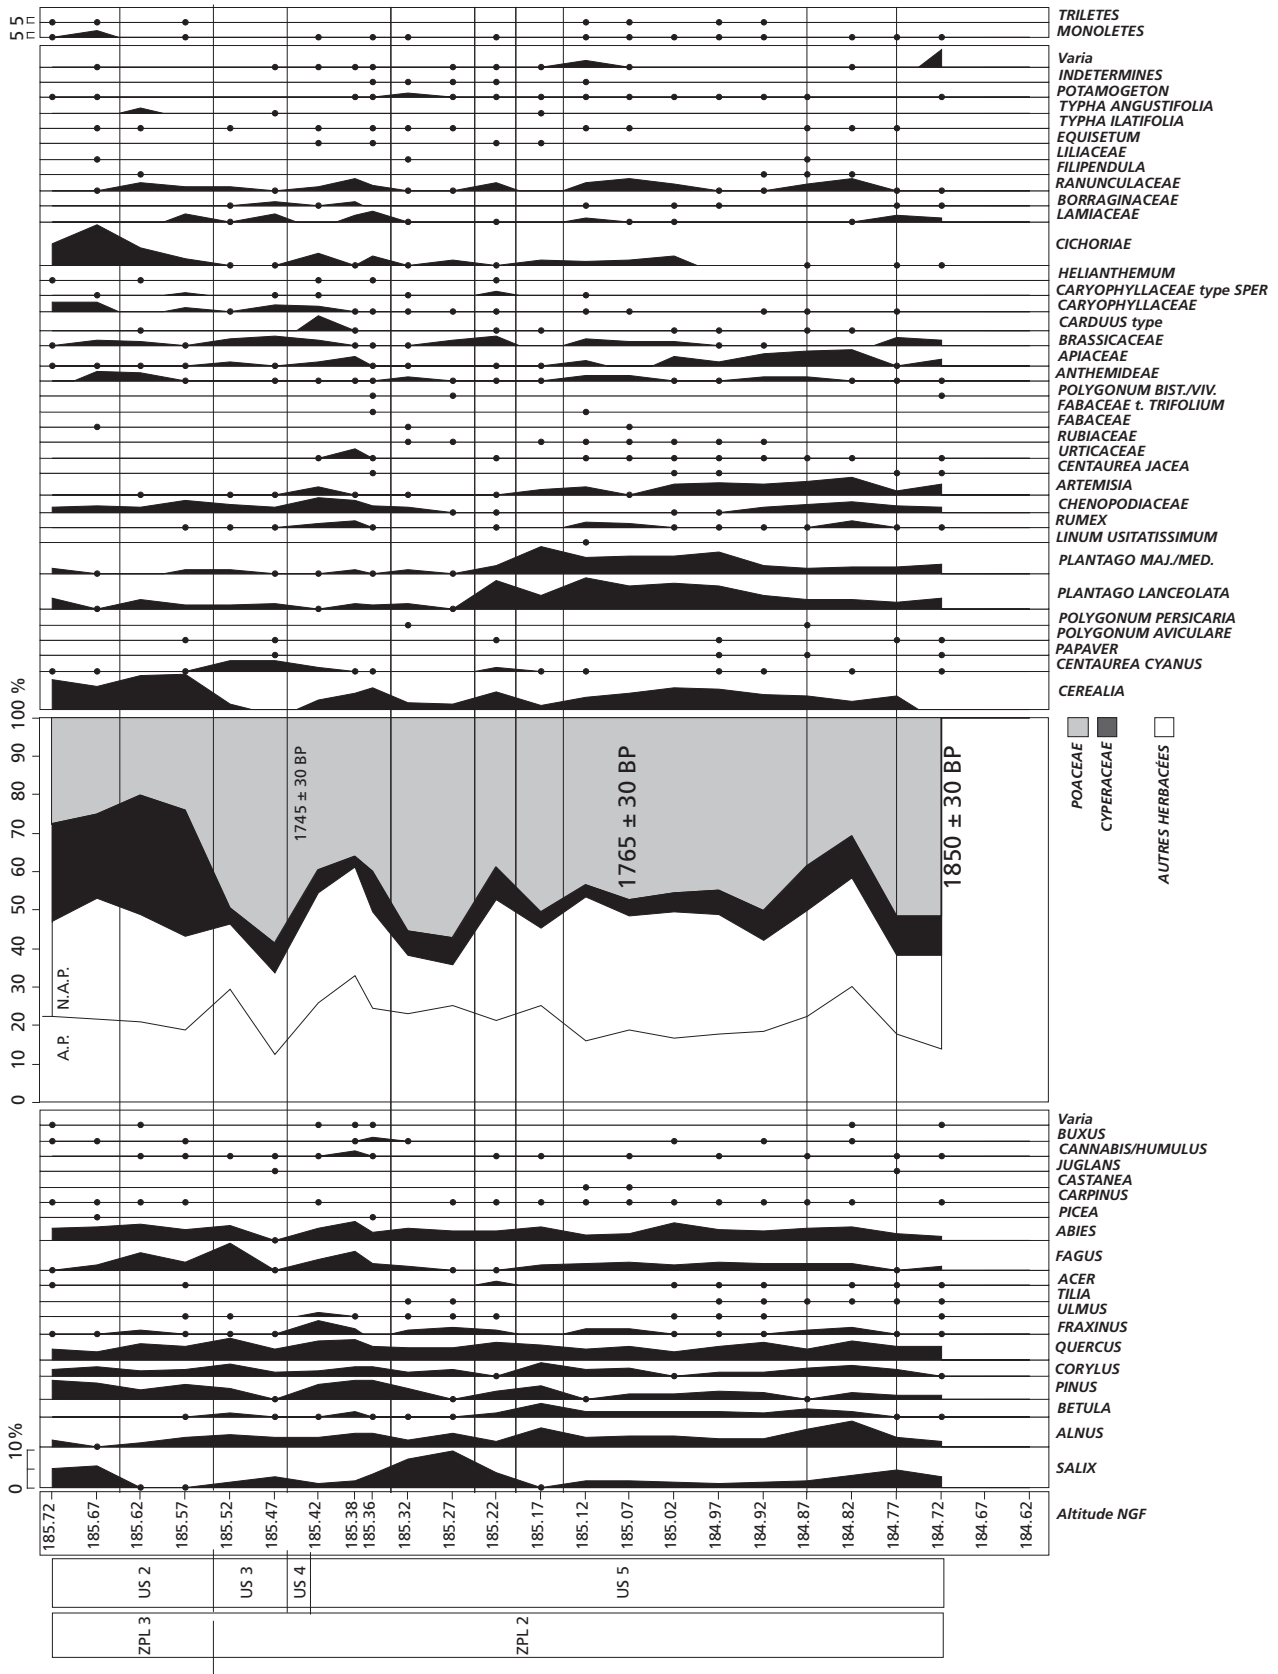 5 5
TRILETES
MONOLETES
Varia
INDETERMINES
POTAMOGETON
TYPHA ANGUSTIFOLIA
TYPHA lLATIFOLIA
EQUISETUM
LILIACEAE
FILIPENDULA
RANUNCULACEAE
BORRAGINACEAE
LAMIACEAE
CICHORIAE
HELIANTHEMUM
CARYOPHYLLACEAE type SPER
CARYOPHYLLACEAE
CARDUUS type
BRASSICACEAE
APIACEAE
ANTHEMIDEAE
POLYGONUM BIST./VIV.
FABACEAE t. TRIFOLIUM
FABACEAE
RUBIACEAE
URTICACEAE
CENTAUREA JACEA
ARTEMISIA
CHENOPODIACEAE
RUMEX
LINUM USITATISSIMUM
PLANTAGO MAJ./MED.
PLANTAGO LANCEOLATA
POLYGONUM PERSICARIA
POLYGONUM AVICULARE
PAPAVER
CENTAUREA CYANUS
CEREALIA
100 %
100
90
80
70
60
50
40
30
20
10
0
A.P. N.A.P.
1745 ± 30 BP
1765 ± 30 BP
1850 ± 30 BP
POACEAE
CYPERACEAE
AUTRES HERBACÉES
Varia
BUXUS
CANNABIS/HUMULUS
JUGLANS
CASTANEA
CARPINUS
PICEA
ABIES
FAGUS
ACER
TILIA
ULMUS
FRAXINUS
QUERCUS
CORYLUS
PINUS
BETULA
ALNUS
SALIX
0 10%
185.72
185.67
185.62
185.57
185.52
185.47
185.42
185.38
185.36
185.32
185.27
185.22
185.17
185.12
185.07
185.02
184.97
184.92
184.87
184.82
184.77
184.72
184.67
184.62
Altitude NGF
US 2
US 3
US 4
US 5
ZPL 3
ZPL 2